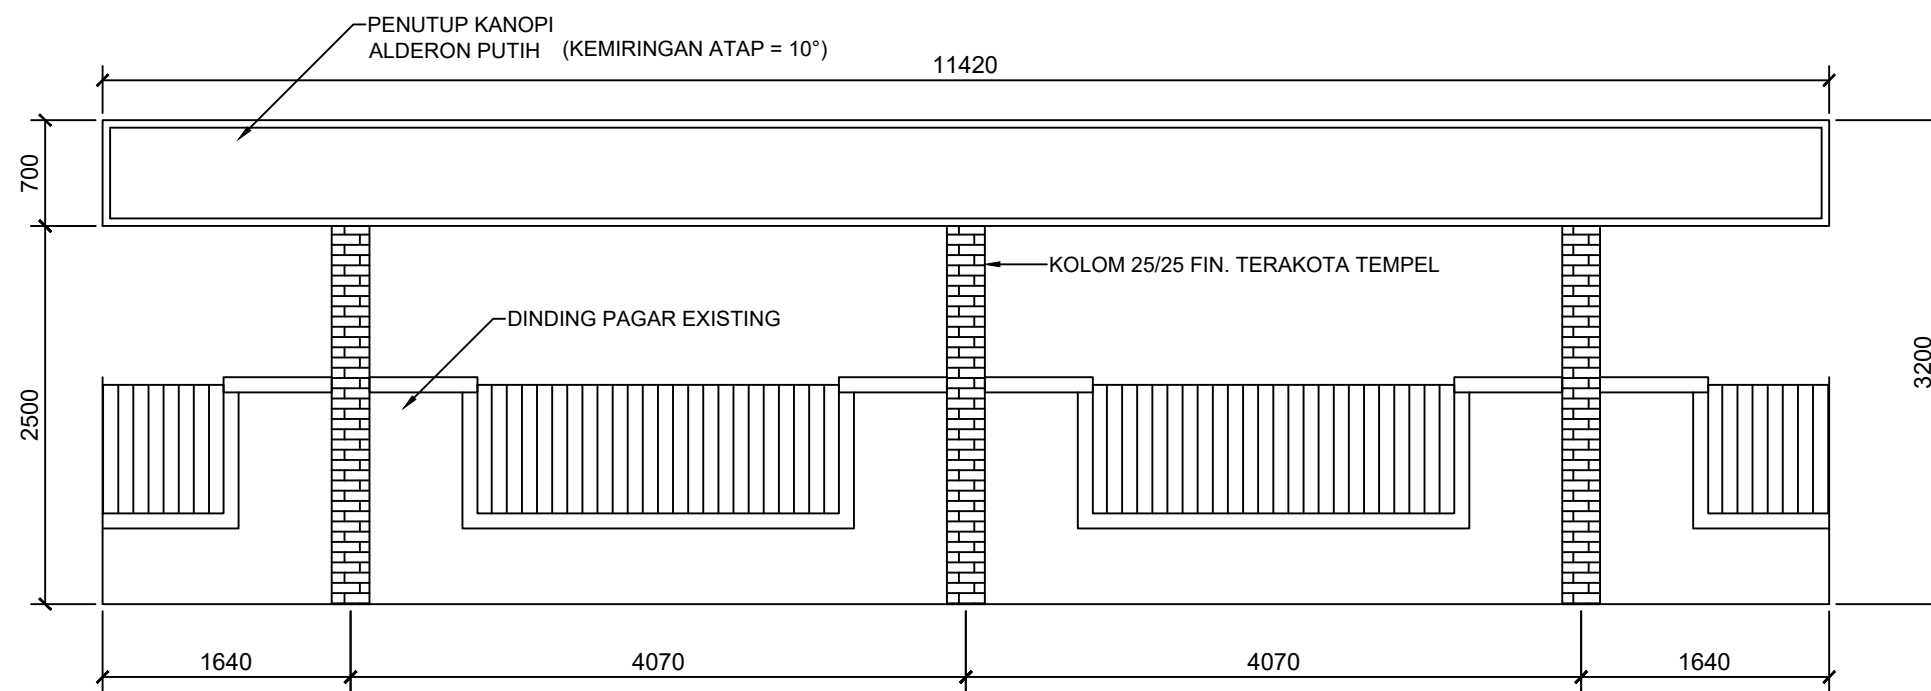 PENUTUP KANOPI
ALDERON PUTIH (KEMIRINGAN ATAP = 10°)
11420
700
KOLOM 25/25 FIN. TERAKOTA TEMPEL
DINDING PAGAR EXISTING
2500
3200
1640
4070
4070
1640